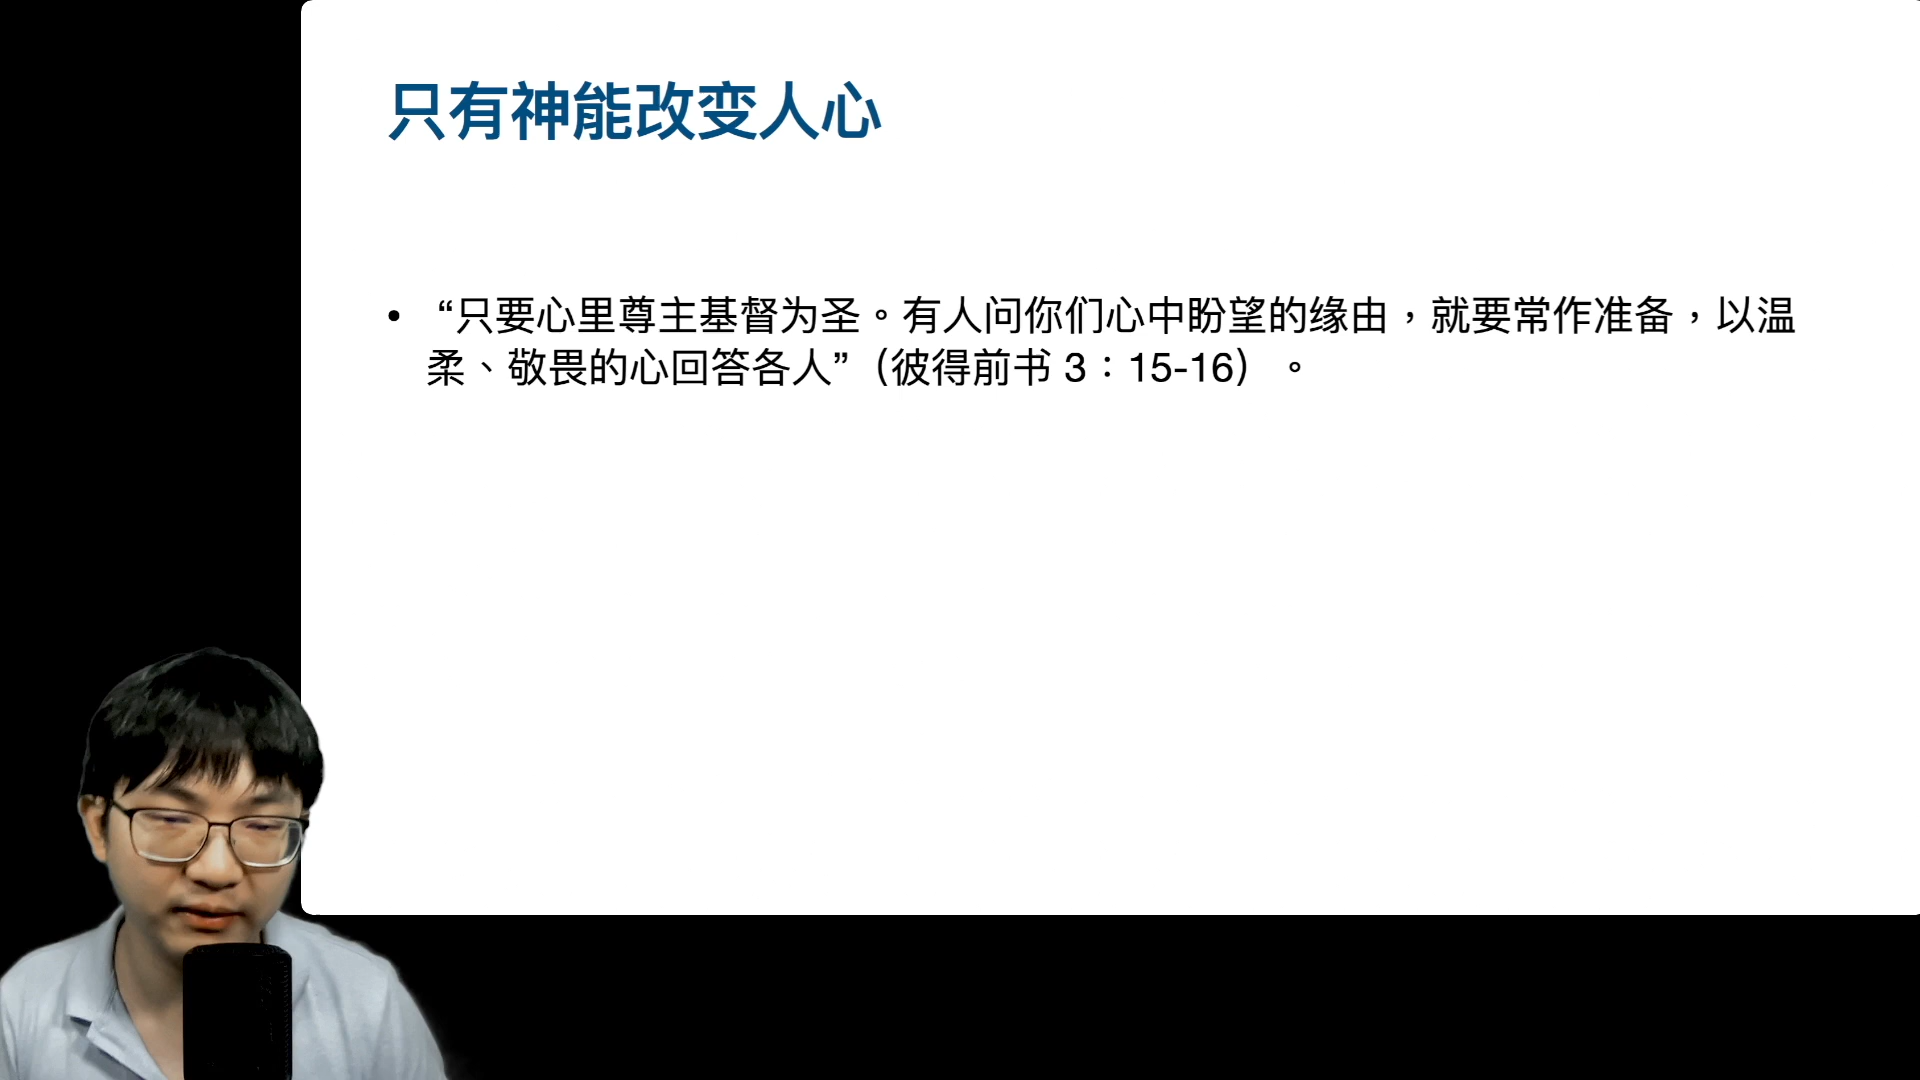 只有神能改变人心
• “只要心里尊主基督为圣。有人问你们心中盼望的缘由，就要常作准备，以温
柔、敬畏的心回答各人”（彼得前书 3：15-16）。